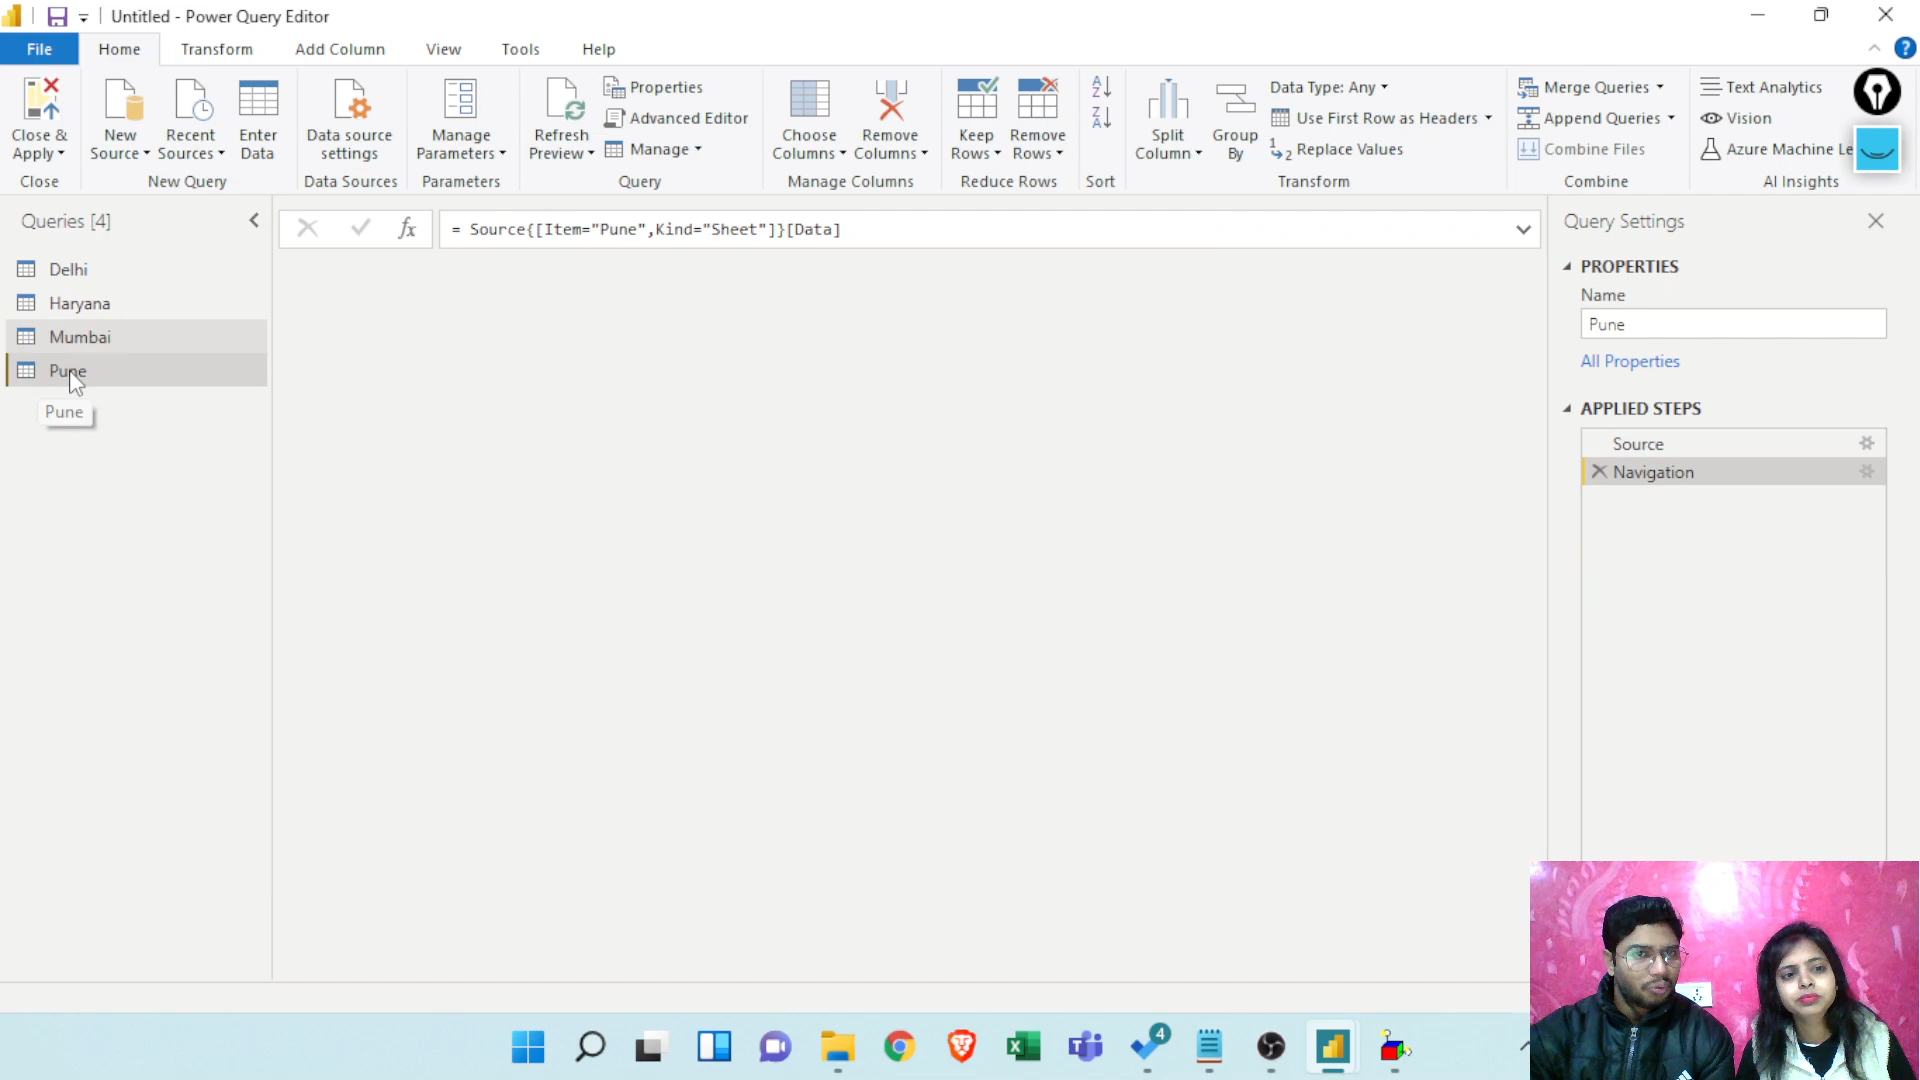 Untitled - Power Query Editor
File Home Transform Add Column View Tools Help
Close & Apply
New Source
Recent Sources
Enter Data
Data source settings
Manage Parameters
Refresh Preview
Properties
Advanced Editor
Manage
Choose Columns
Remove Columns
Keep Rows
Remove Rows
Split Column
Group By
Data Type: Any
Use First Row as Headers
Replace Values
Merge Queries
Append Queries
Combine Files
Text Analytics
Vision
Azure Machine Le
Close New Query Data Sources Parameters Query Manage Columns Reduce Rows Sort Transform Combine AI Insights
Queries [4]
Delhi
Haryana
Mumbai
Pune
Pune
fx = Source{[Item="Pune",Kind="Sheet"]}[Data]
Query Settings
PROPERTIES
Name
Pune
All Properties
APPLIED STEPS
Source
Navigation
4